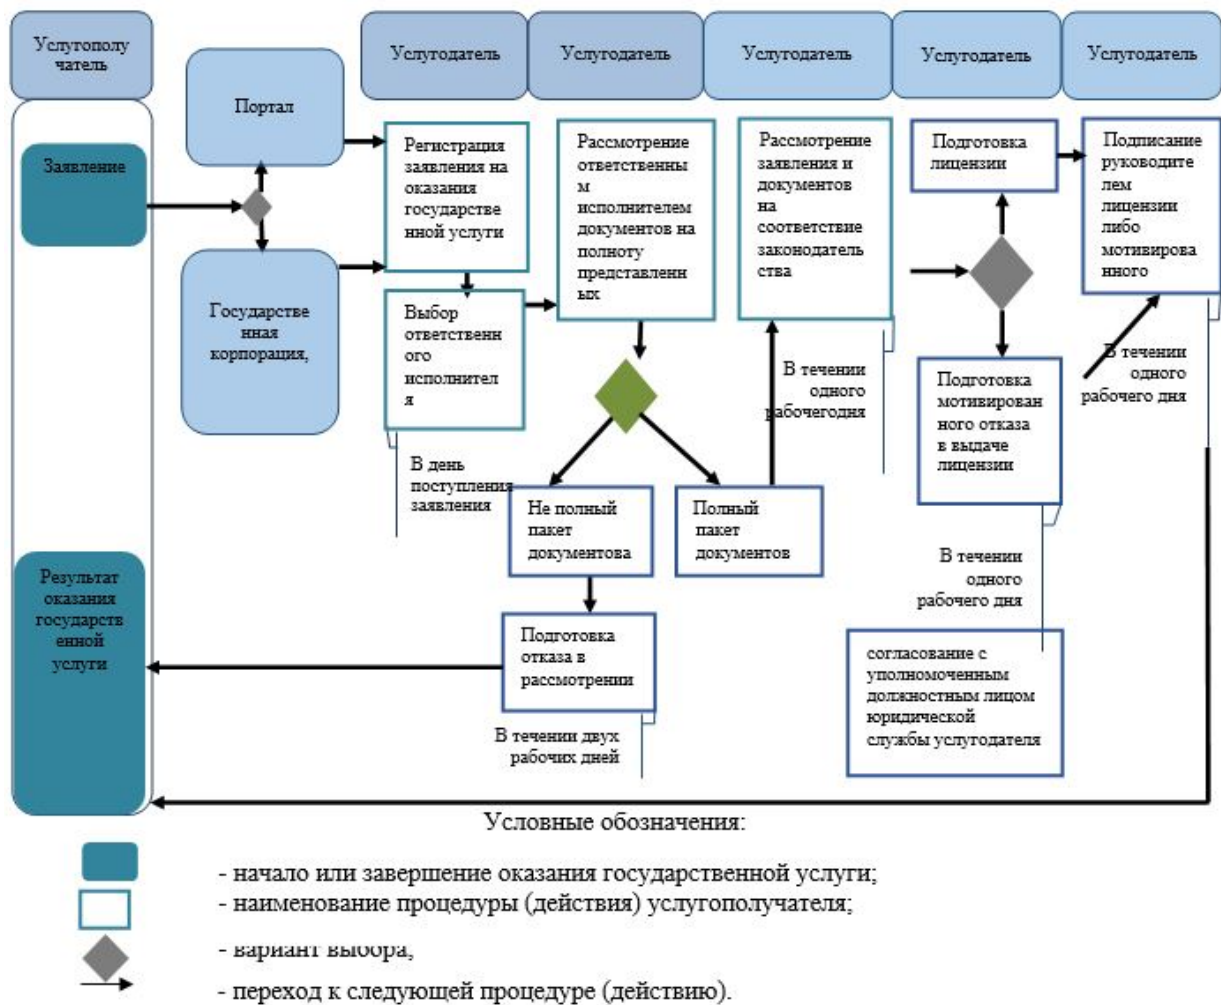 Услугополу
чатель
Услугодатель
Услугодатель
Услугодатель
Услугодатель
Услугодатель
Заявление
Портал
Государстве
нная
корпорация,
Регистрация
заявления на
оказания
государстве
нной услуги
Выбор
ответственн
ого
исполнител
я
В день
поступления
заявления
Рассмотрение
ответственны
м
исполнителем
документов на
полноту
представленн
ых
Не полный
пакет
документова
Полный
пакет
документов
Подготовка
отказа в
рассмотрении
В течении двух
рабочих дней
Рассмотрение
заявления и
документов
на
соответствие
законодатель
ства
В течении
одного
рабочегодня
Подготовка
лицензии
Подготовка
мотивирован
ного отказа
в выдаче
лицензии
В течении
одного
рабочего дня
согласование с
уполномоченным
должностным лицом
юридической
службы услугодателя
Подписание
руководите
лем
лицензии
либо
мотивирова
нного
В течении
одного
рабочего дня
Результат
оказания
государств
енной
услуги
Условные обозначения:
- начало или завершение оказания государственной услуги;
- наименование процедуры (действия) услугополучателя;
- вариант выбора;
- переход к следующей процедуре (действию).